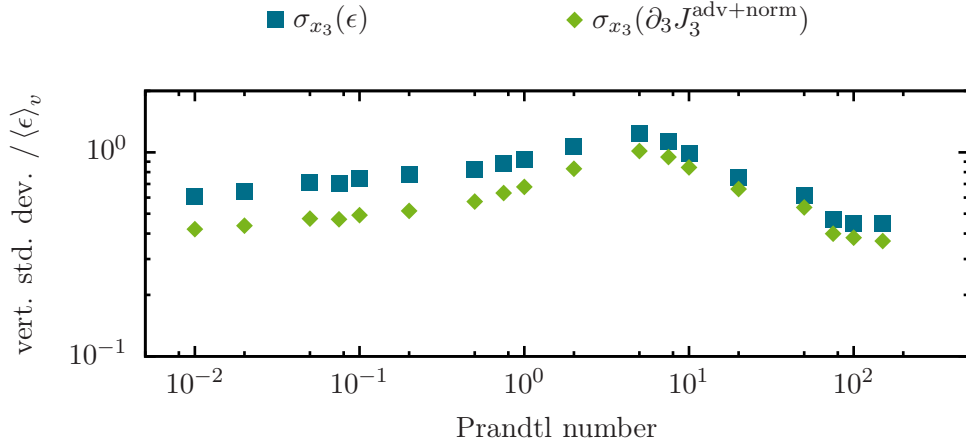 σ_{x_3}(ϵ)
σ_{x_3}(∂_3 J_3^{adv+norm})
vert. std. dev. / ⟨ϵ⟩_v
10^0
10^{−1}
10^{−2}
10^{−1}
10^0
10^1
10^2
Prandtl number